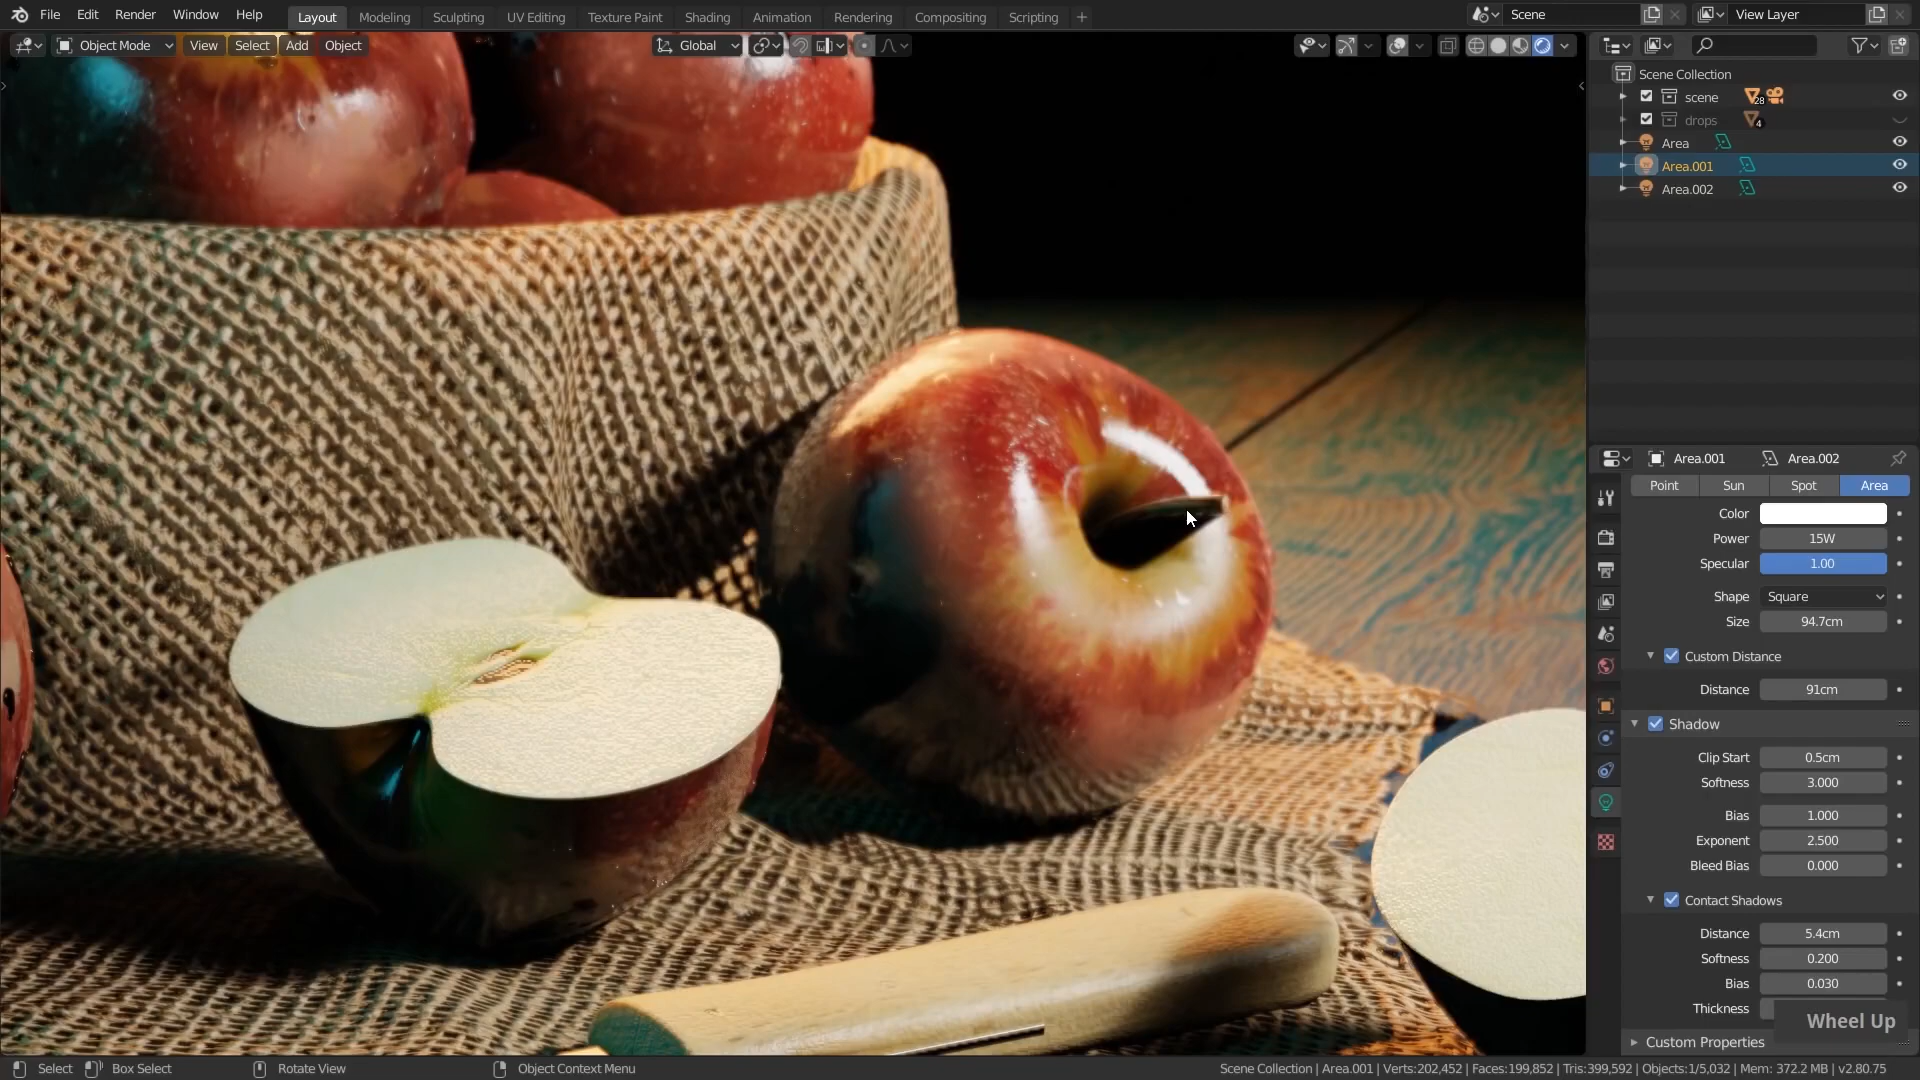 File Edit Render Window Help Layout Modeling Sculpting UV Editing Texture Paint Shading Animation Rendering Compositing Scripting + Scene View Layer
Object Mode View Select Add Object Global
Scene Collection
scene 28
drops 4
Area
Area.001
Area.002
Area.001 Area.002
Point Sun Spot Area
Color
Power 15W
Specular 1.00
Shape Square
Size 94.7cm
Custom Distance
Distance 91cm
Shadow
Clip Start 0.5cm
Softness 3.000
Bias 1.000
Exponent 2.500
Bleed Bias 0.000
Contact Shadows
Distance 5.4cm
Softness 0.200
Bias 0.030
Thickness
Wheel Up
Custom Properties
Select Box Select Rotate View Object Context Menu Scene Collection | Area.001 | Verts:202,452 | Faces:199,852 | Tris:399,592 | Objects:1/5,032 | Mem: 372.2 MB | v2.80.75